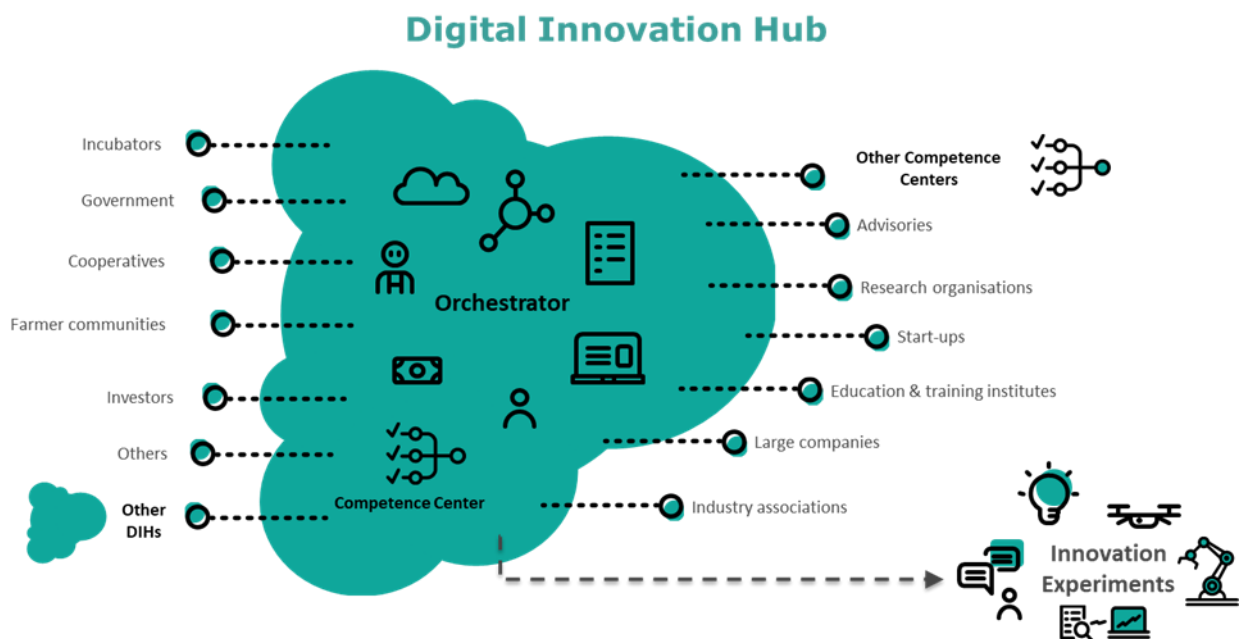 Digital Innovation Hub
Incubators
Government
Cooperatives
Farmer communities
Investors
Others
Other
DIHs
Orchestrator
Competence Center
Other Competence
Centers
Advisories
Research organisations
Start-ups
Education & training institutes
Large companies
Industry associations
Innovation
Experiments